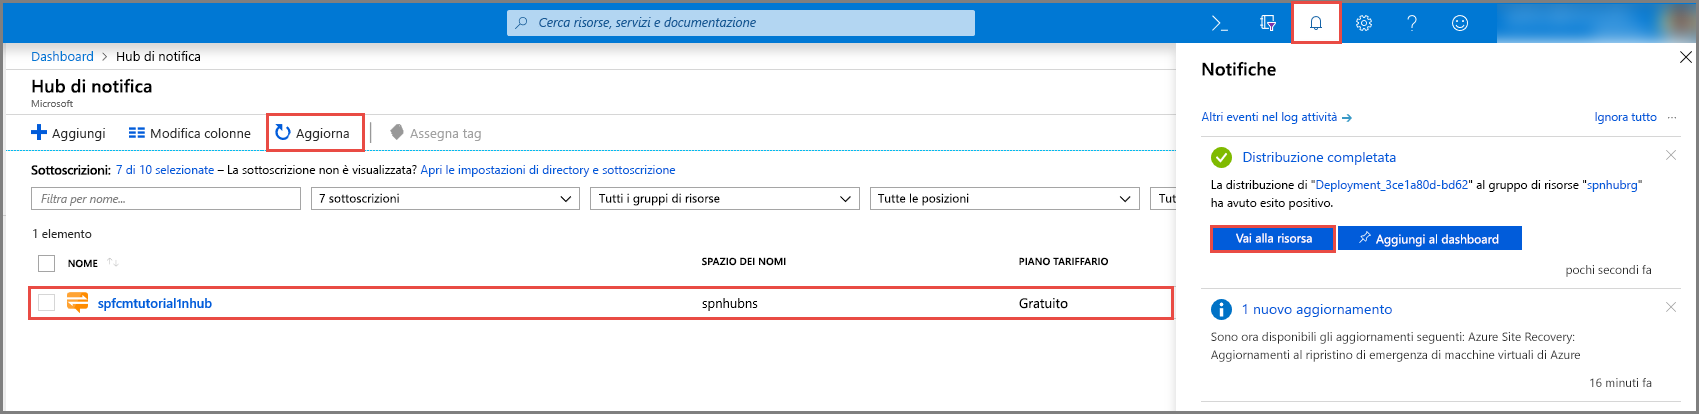 Cerca risorse, servizi e documentazione
Dashboard > Hub di notifica
Hub di notifica
Microsoft
Aggiungi Modifica colonne Aggiorna Assegna tag
Sottoscrizioni: 7 di 10 selezionate – La sottoscrizione non è visualizzata? Apri le impostazioni di directory e sottoscrizione
Filtra per nome... 7 sottoscrizioni Tutti i gruppi di risorse Tutte le posizioni Tut
1 elemento
NOME SPAZIO DEI NOMI PIANO TARIFFARIO
spfcmtutorial1nhub spnhubns Gratuito
Notifiche
Altri eventi nel log attività → Ignora tutto ...
Distribuzione completata
La distribuzione di "Deployment_3ce1a80d-bd62" al gruppo di risorse "spnhubrg"
ha avuto esito positivo.
Vai alla risorsa Aggiungi al dashboard
pochi secondi fa
1 nuovo aggiornamento
Sono ora disponibili gli aggiornamenti seguenti: Azure Site Recovery:
Aggiornamenti al ripristino di emergenza di macchine virtuali di Azure
16 minuti fa